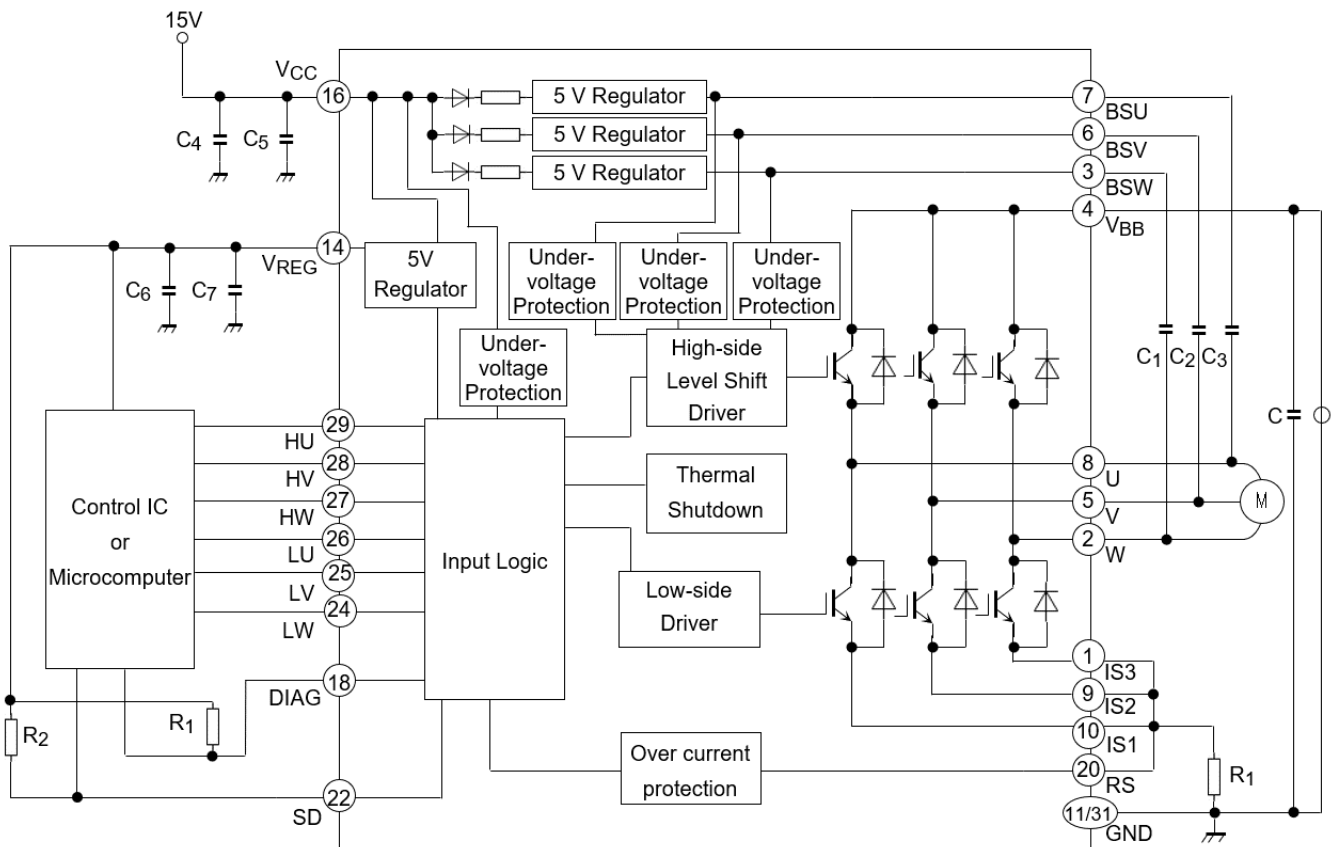 15V
VCC
16
C4
C5
5 V Regulator
5 V Regulator
5 V Regulator
7
BSU
6
BSV
3
BSW
4
VBB
14
VREG
C6
C7
5V
Regulator
Under-
voltage
Protection
Under-
voltage
Protection
Under-
voltage
Protection
Under-
voltage
Protection
High-side
Level Shift
Driver
C1
C2
C3
C
Control IC
or
Microcomputer
29
HU
28
HV
27
HW
26
LU
25
LV
24
LW
Input Logic
Thermal
Shutdown
Low-side
Driver
8
U
5
V
2
W
M
1
IS3
9
IS2
10
IS1
18
DIAG
R2
R1
22
SD
Over current
protection
20
RS
R1
11/31
GND